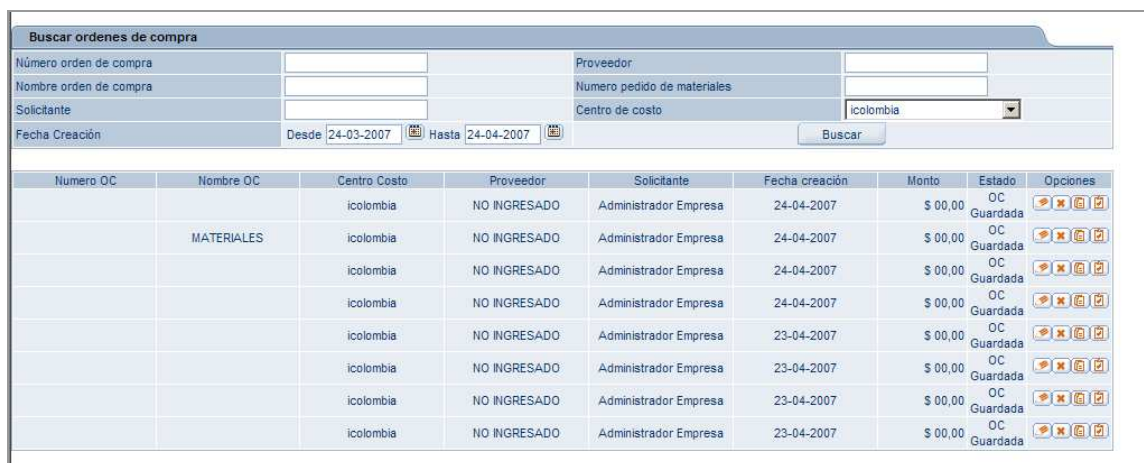 Buscar ordenes de compra
Número orden de compra Proveedor
Nombre orden de compra Numero pedido de materiales
Solicitante Centro de costo icolombia
Fecha Creación Desde 24-03-2007 Hasta 24-04-2007 Buscar
Numero OC Nombre OC Centro Costo Proveedor Solicitante Fecha creación Monto Estado Opciones
icolombia NO INGRESADO Administrador Empresa 24-04-2007 $ 00,00 OC Guardada
MATERIALES icolombia NO INGRESADO Administrador Empresa 24-04-2007 $ 00,00 OC Guardada
icolombia NO INGRESADO Administrador Empresa 24-04-2007 $ 00,00 OC Guardada
icolombia NO INGRESADO Administrador Empresa 24-04-2007 $ 00,00 OC Guardada
icolombia NO INGRESADO Administrador Empresa 23-04-2007 $ 00,00 OC Guardada
icolombia NO INGRESADO Administrador Empresa 23-04-2007 $ 00,00 OC Guardada
icolombia NO INGRESADO Administrador Empresa 23-04-2007 $ 00,00 OC Guardada
icolombia NO INGRESADO Administrador Empresa 23-04-2007 $ 00,00 OC Guardada